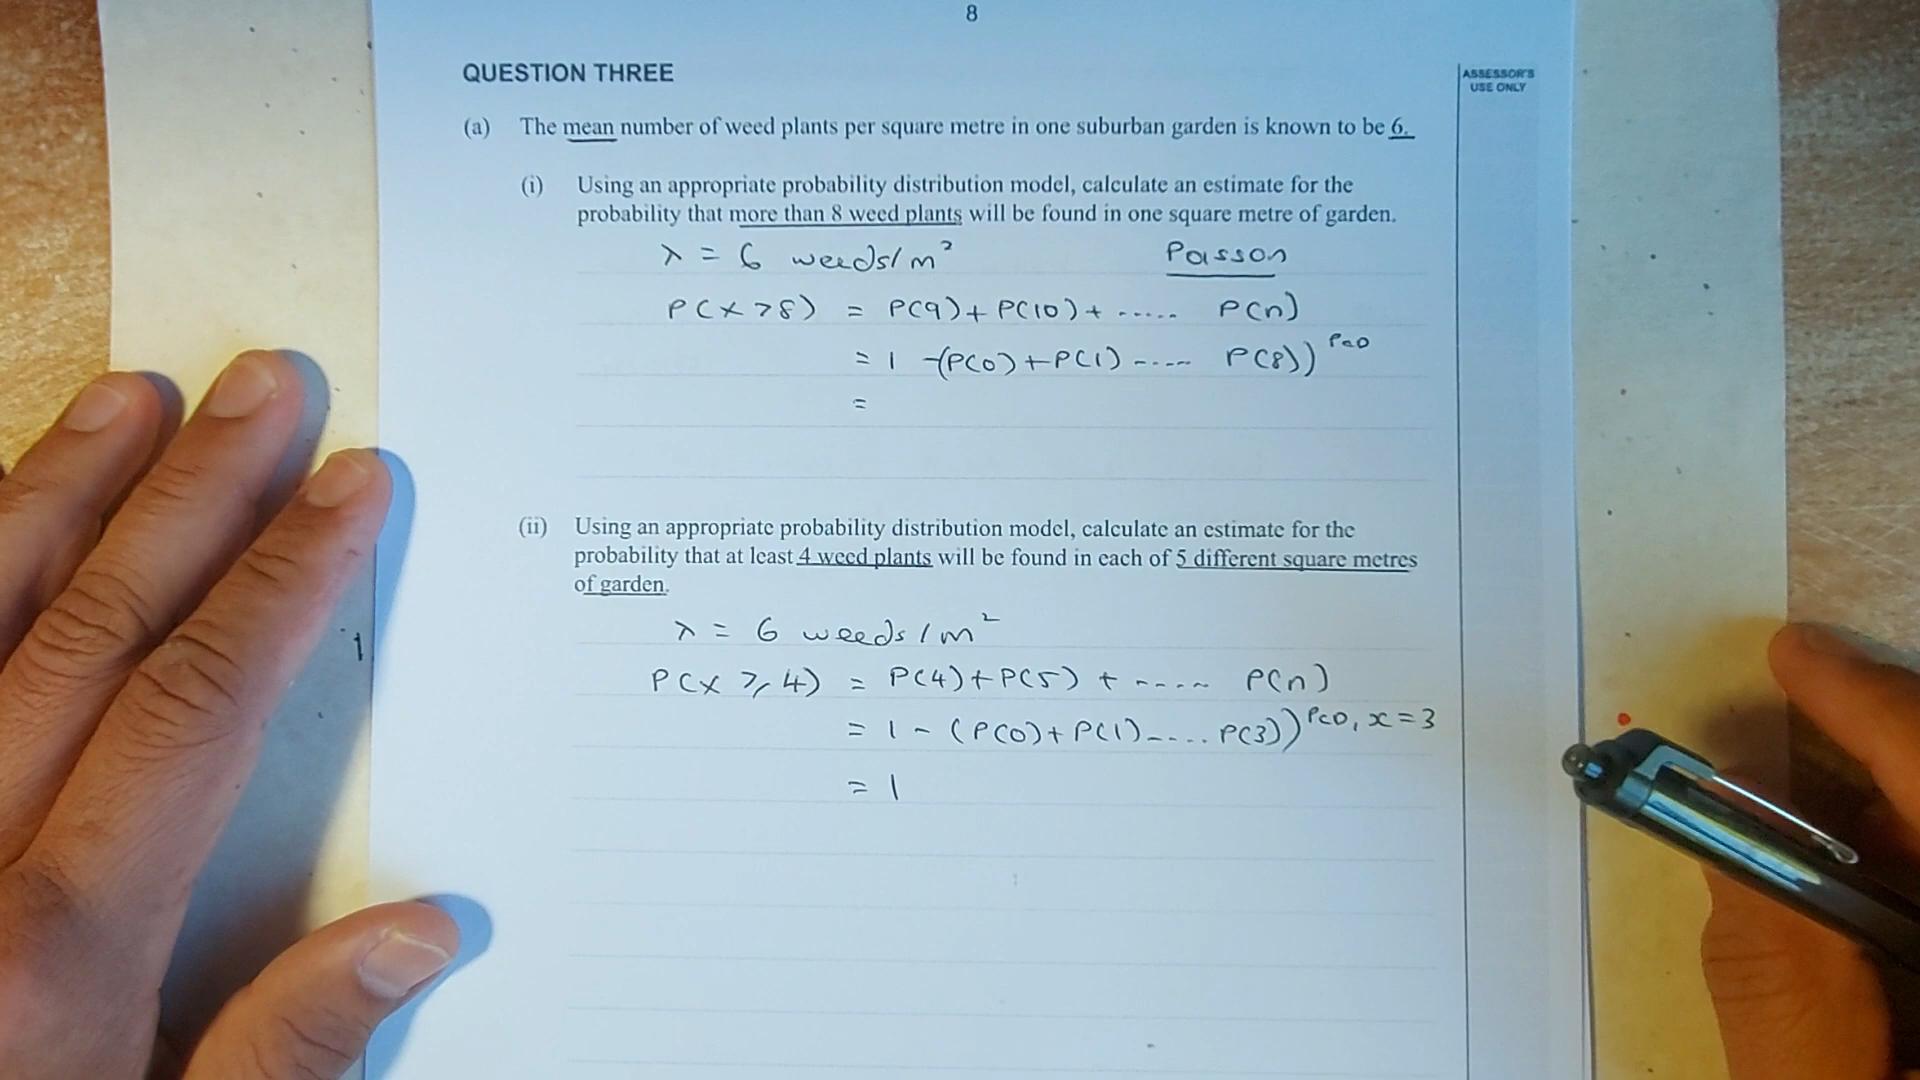 8
QUESTION THREE
ASSESSOR'S
USE ONLY
(a) The mean number of weed plants per square metre in one suburban garden is known to be 6.
(i) Using an appropriate probability distribution model, calculate an estimate for the
probability that more than 8 weed plants will be found in one square metre of garden.
λ = 6 weeds/m² Poisson
P(x>8) = P(9)+P(10)+ ..... P(n)
= 1 -(P(0)+P(1) ---- P(8)) PCD
=
(ii) Using an appropriate probability distribution model, calculate an estimate for the
probability that at least 4 weed plants will be found in each of 5 different square metres
of garden.
λ = 6 weeds/m²
P(x ≥ 4) = P(4)+P(5) + ---- P(n)
= 1 - (P(0)+P(1)---- P(3)) PCD, x=3
= 1
1